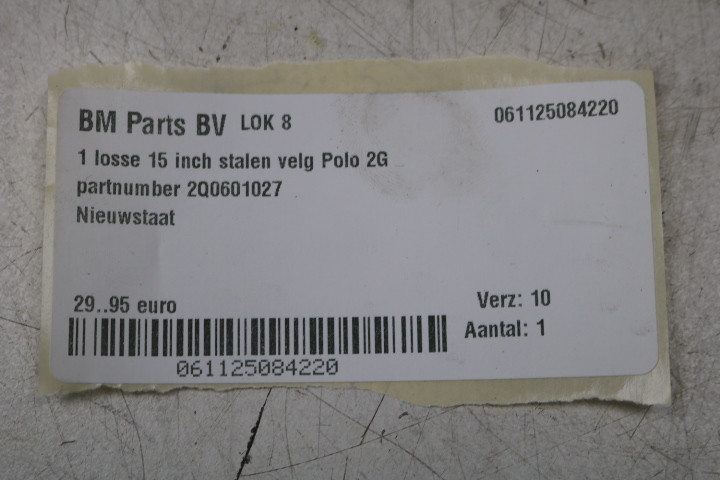 BM Parts BV LOK 8 061125084220
1 losse 15 inch stalen velg Polo 2G
partnumber 2Q0601027
Nieuwstaat
29..95 euro Verz: 10
Aantal: 1
061125084220